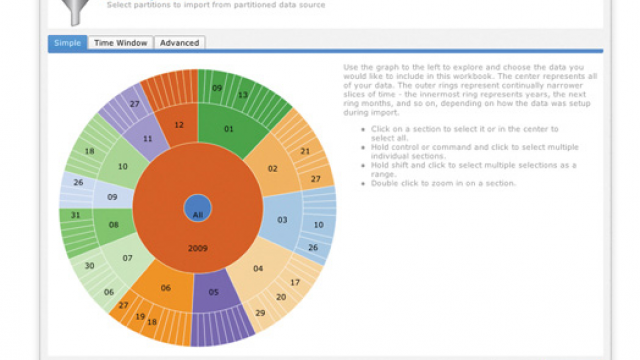 Select partitions to import from partitioned data source
Simple
Time Window
Advanced
Use the graph to the left to explore and choose the data you
would like to include in this workbook. The center represents all
of your data. The outer rings represent continually narrower
slices of time - the innermost ring represents years, the next
ring months, and so on, depending on how the data was setup
during import.
Click on a section to select it or in the center to
select all.
Hold control or command and click to select multiple
individual sections.
Hold shift and click to select multiple selections as a
range.
Double click to zoom in on a section.
All
2009
01
02
03
04
05
06
07
08
09
10
11
12
09
13
21
27
10
26
17
20
29
18
19
27
06
30
31
26
18
27